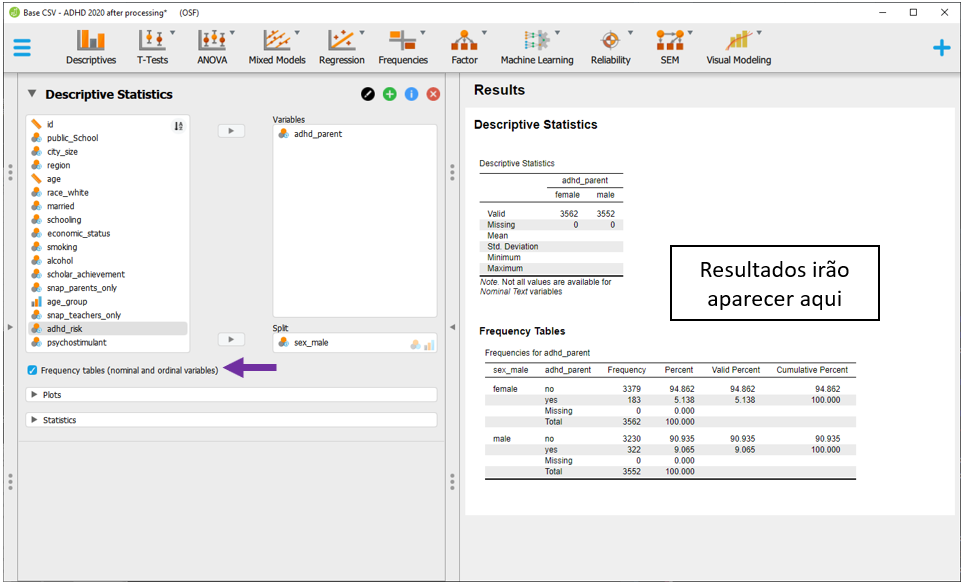 Base CSV - ADHD 2020 after processing* (OSF)
Descriptives T-Tests ANOVA Mixed Models Regression Frequencies Factor Machine Learning Reliability SEM Visual Modeling
Descriptive Statistics
id
public_School
city_size
region
age
race_white
married
schooling
economic_status
smoking
alcohol
scholar_achievement
snap_parents_only
age_group
snap_teachers_only
adhd_risk
psychostimulant
Variables
adhd_parent
Split
sex_male
Frequency tables (nominal and ordinal variables)
Plots
Statistics
Results
Descriptive Statistics
Descriptive Statistics
adhd_parent
female male
Valid 3562 3552
Missing 0 0
Mean
Std. Deviation
Minimum
Maximum
Note. Not all values are available for
Nominal Text variables
Resultados irão
aparecer aqui
Frequency Tables
Frequencies for adhd_parent
sex_male adhd_parent Frequency Percent Valid Percent Cumulative Percent
female no 3379 94.862 94.862 94.862
yes 183 5.138 5.138 100.000
Missing 0 0.000
Total 3562 100.000
male no 3230 90.935 90.935 90.935
yes 322 9.065 9.065 100.000
Missing 0 0.000
Total 3552 100.000